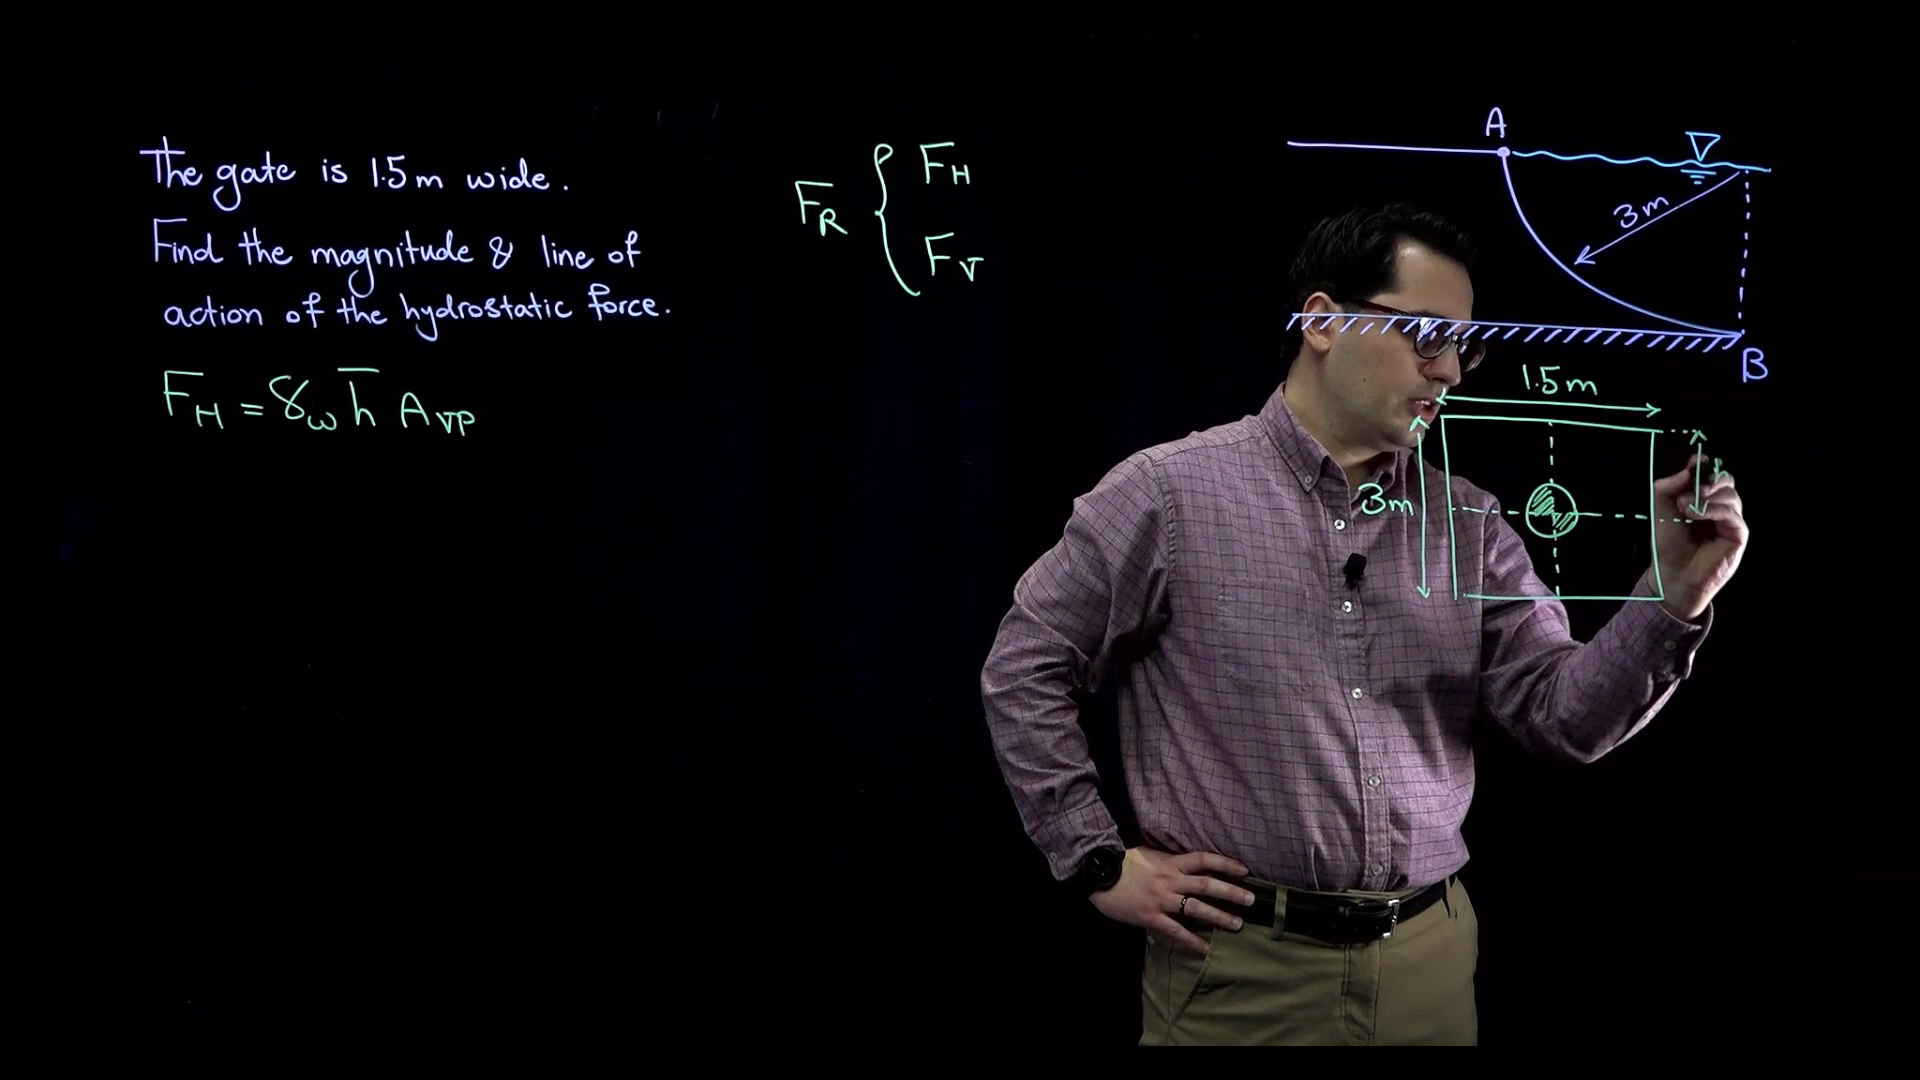 The gate is 1.5m wide.
Find the magnitude & line of
action of the hydrostatic force.
F_H = γ_w h̄ A_VP
F_R { F_H
F_V
A
3m
B
1.5m
3m